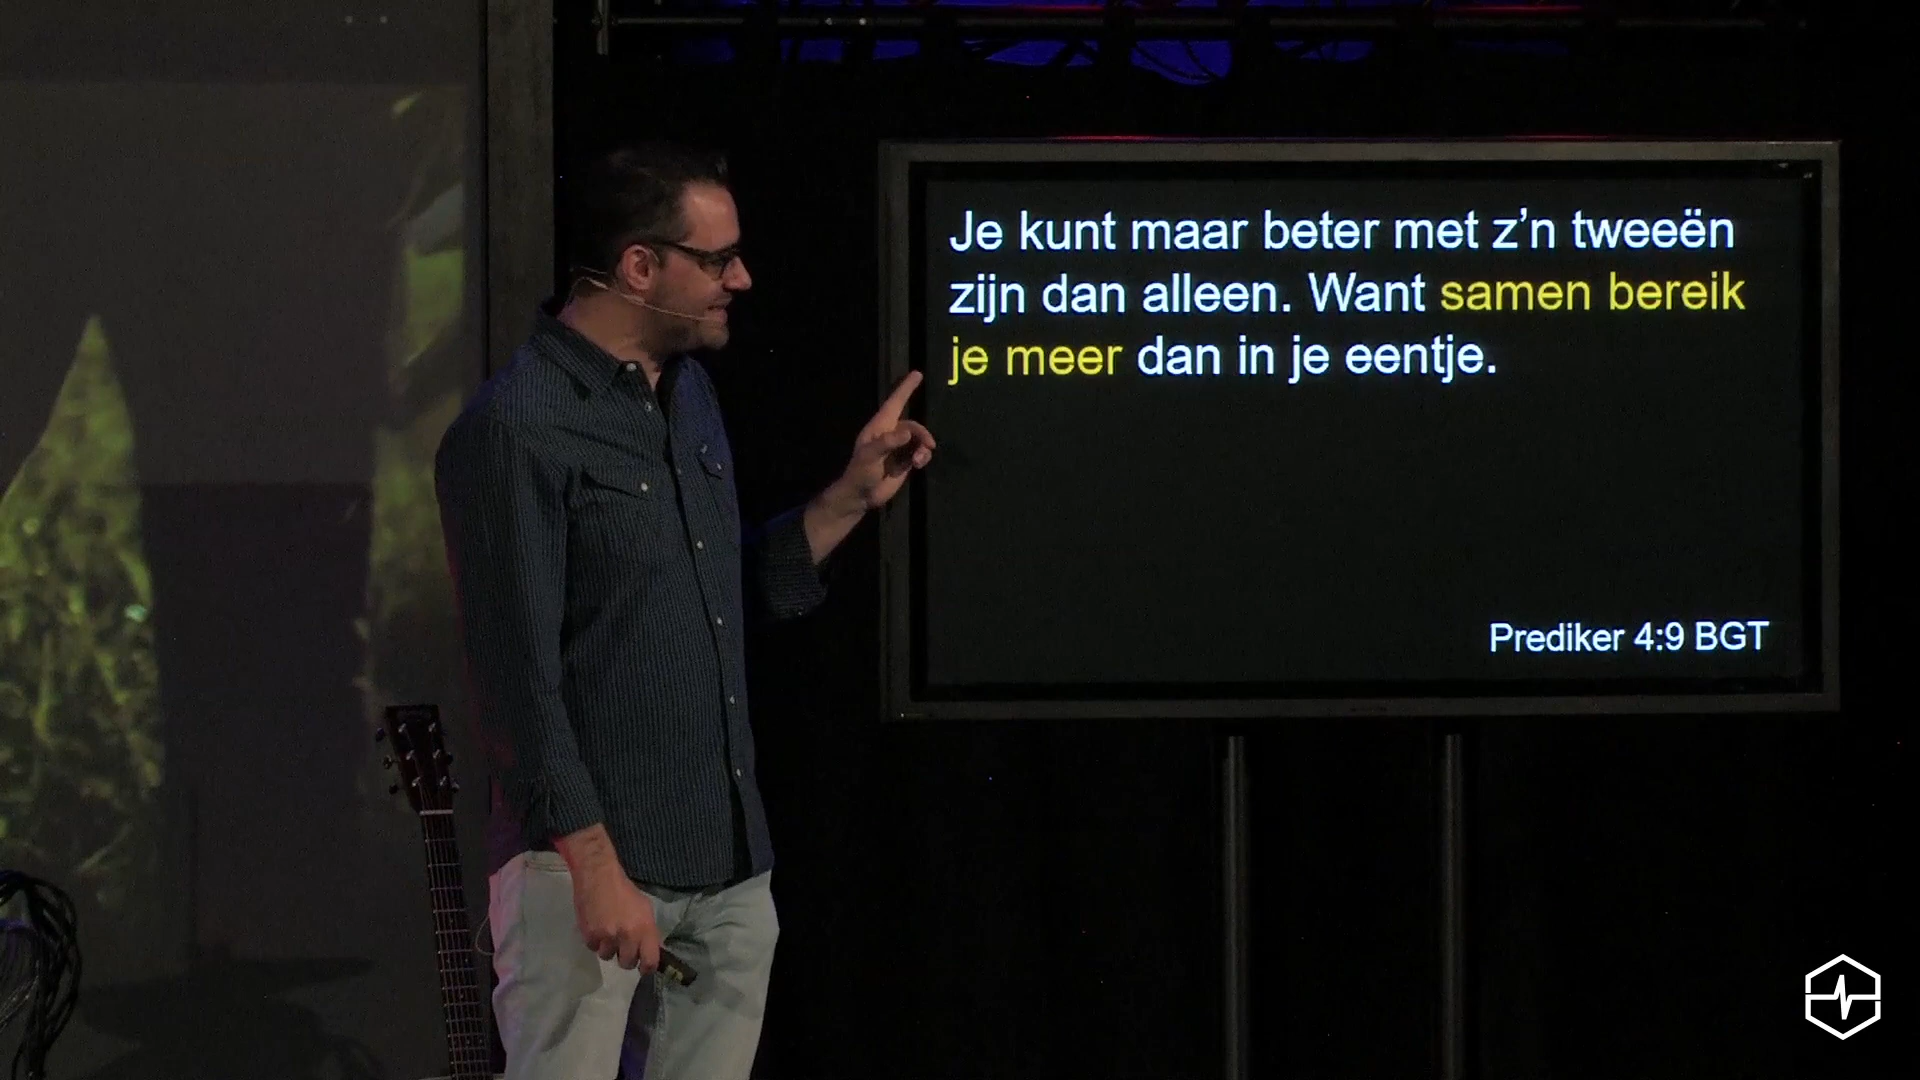 Je kunt maar beter met z’n tweeën
zijn dan alleen. Want samen bereik
je meer dan in je eentje.
Prediker 4:9 BGT